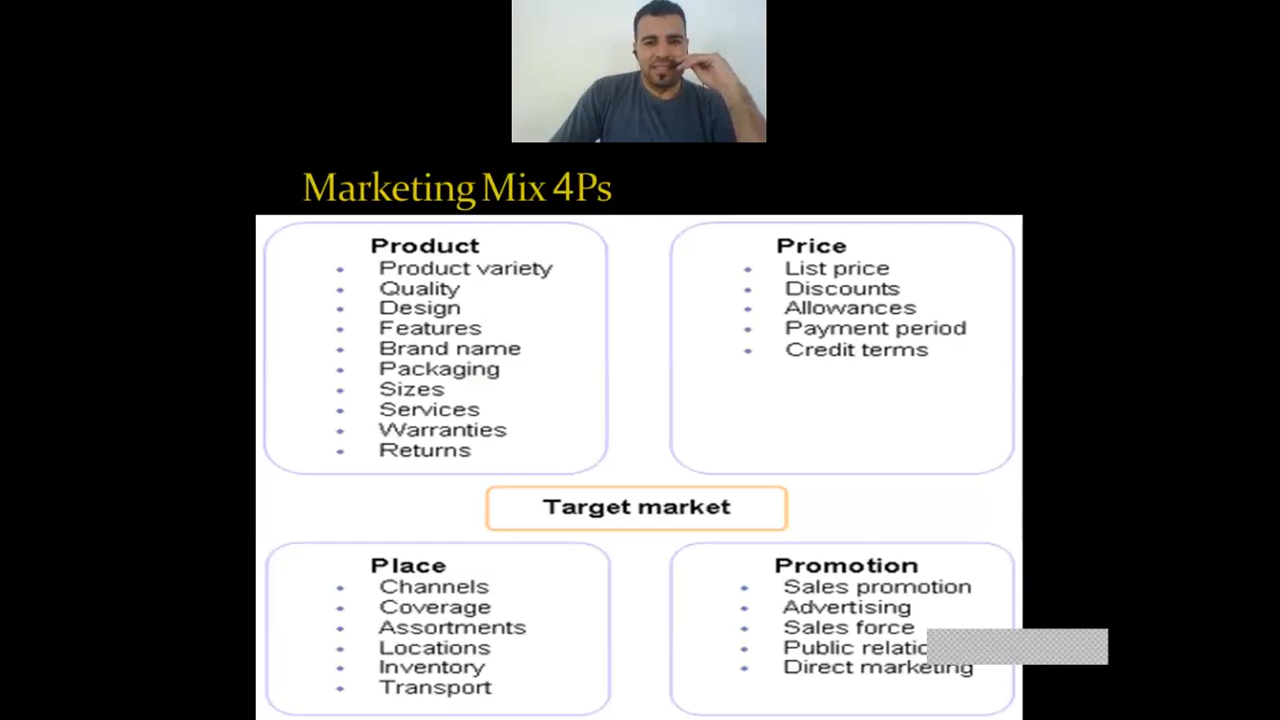 Marketing Mix 4Ps
Product
Product variety
Quality
Design
Features
Brand name
Packaging
Sizes
Services
Warranties
Returns
Price
List price
Discounts
Allowances
Payment period
Credit terms
Target market
Place
Channels
Coverage
Assortments
Locations
Inventory
Transport
Promotion
Sales promotion
Advertising
Sales force
Public
Direct marketing